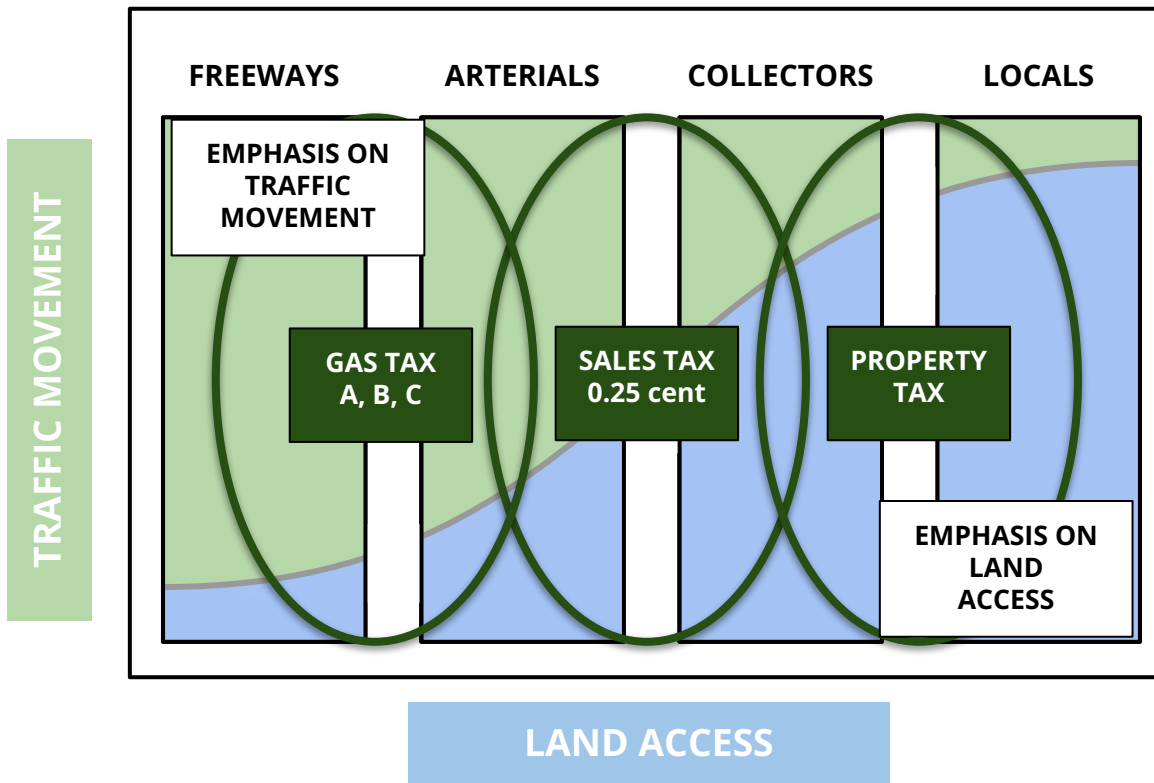 FREEWAYS
ARTERIALS
COLLECTORS
LOCALS
TRAFFIC MOVEMENT
EMPHASIS ON
TRAFFIC
MOVEMENT
GAS TAX
A, B, C
SALES TAX
0.25 cent
PROPERTY
TAX
EMPHASIS ON
LAND
ACCESS
LAND ACCESS